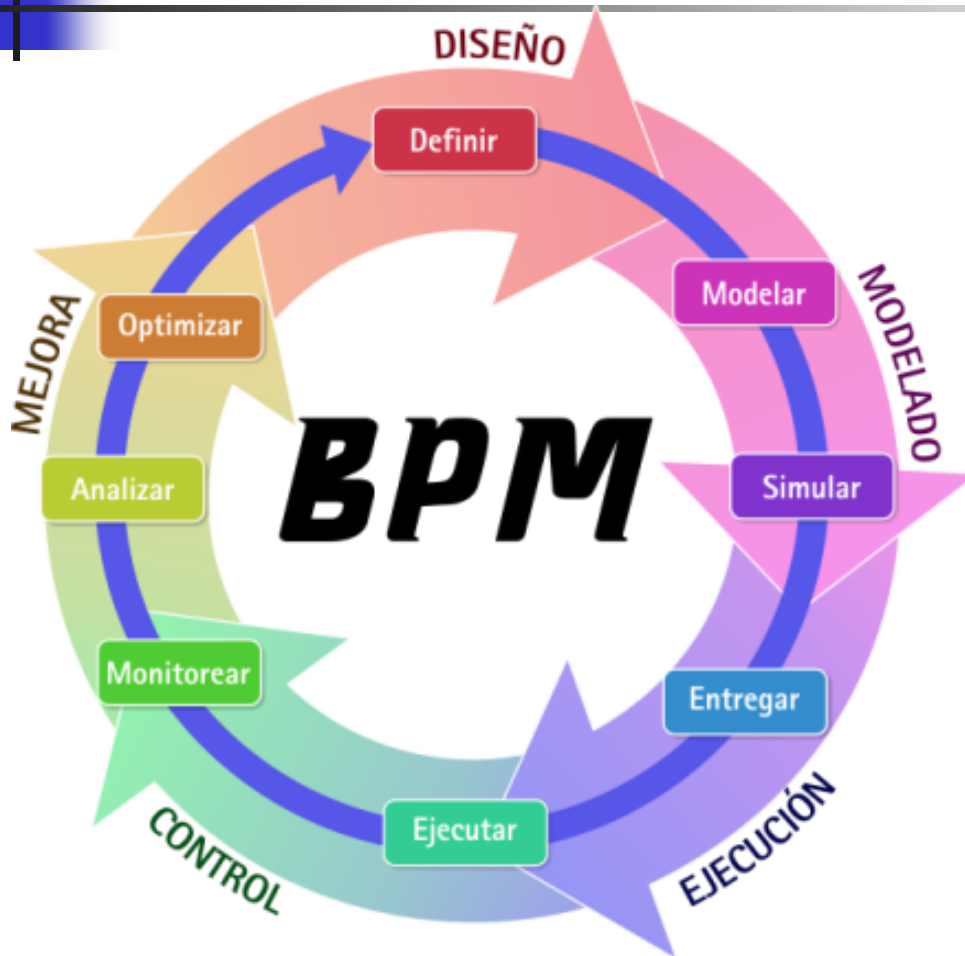 DISEÑO
Definir
Modelar
MODELADO
Simular
Entregar
EJECUCIÓN
Ejecutar
CONTROL
Monitorear
Analizar
MEJORA
Optimizar
BPM